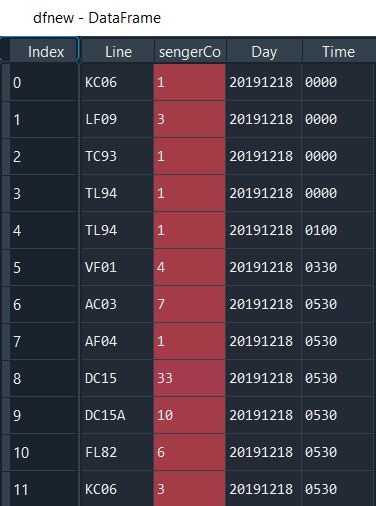 dfnew - DataFrame
Index Line sengerCo Day Time
0 KC06 1 20191218 0000
1 LF09 3 20191218 0000
2 TC93 1 20191218 0000
3 TL94 1 20191218 0000
4 TL94 1 20191218 0100
5 VF01 4 20191218 0330
6 AC03 7 20191218 0530
7 AF04 1 20191218 0530
8 DC15 33 20191218 0530
9 DC15A 10 20191218 0530
10 FL82 6 20191218 0530
11 KC06 3 20191218 0530